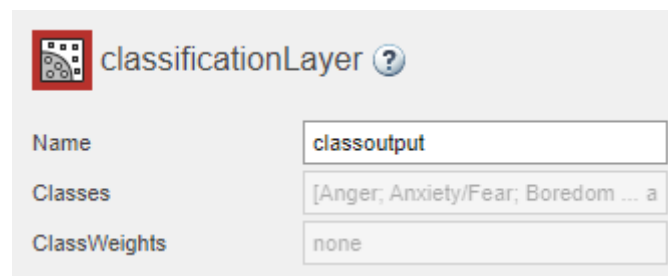 classificationLayer ?
Name classoutput
Classes [Anger; Anxiety/Fear; Boredom ... a
ClassWeights none